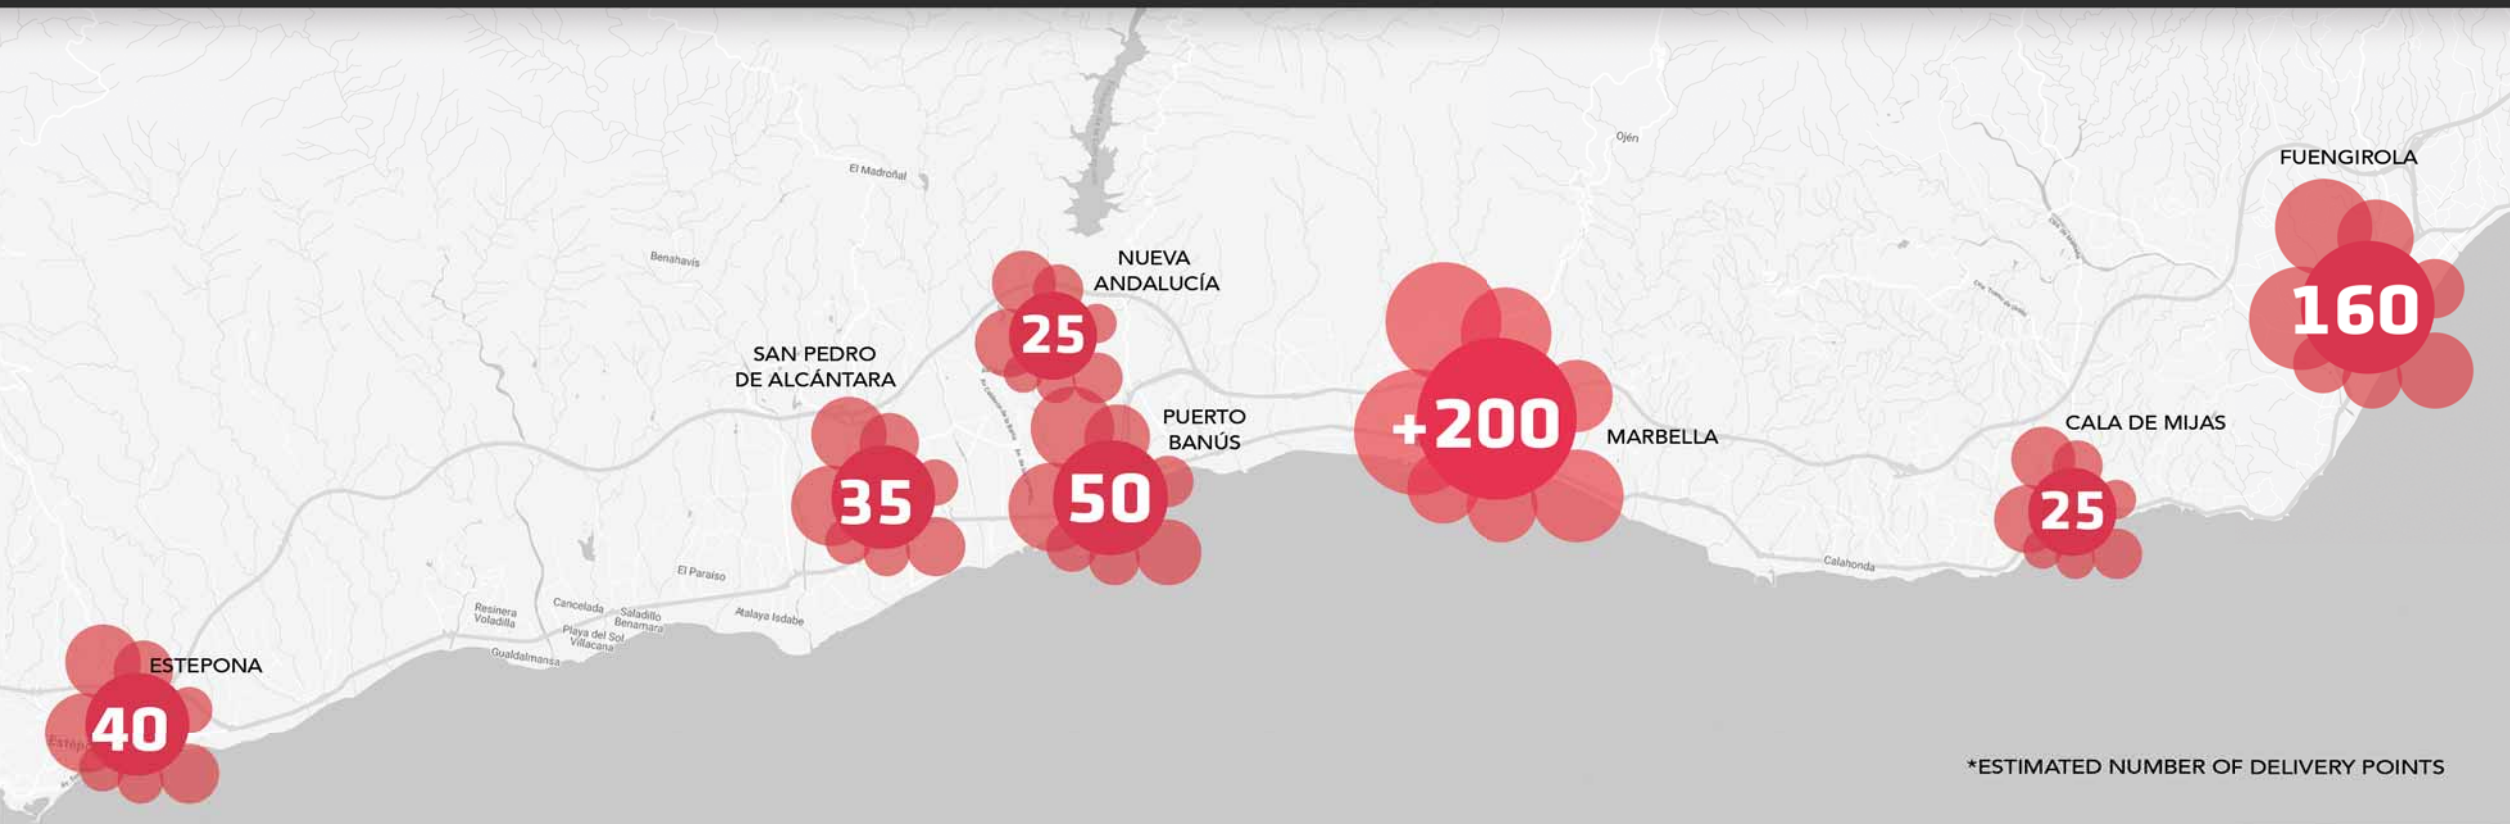 Ojén
FUENGIROLA
El Madroñal
160
NUEVA
ANDALUCÍA
Benahavís
25
SAN PEDRO
DE ALCÁNTARA
PUERTO
BANÚS
+200
MARBELLA
CALA DE MIJAS
35
50
25
Calahonda
El Paraiso
Resinera
Voladilla
Cancelada
Saladillo
Benamara
Atalaya Isdabe
Playa del Sol
Villacana
Gualdalmansa
ESTEPONA
40
*ESTIMATED NUMBER OF DELIVERY POINTS